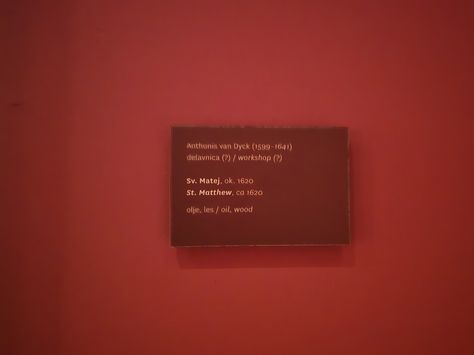 Anthonis van Dyck (1599-1641)
delavnica (?) / workshop (?)
Sv. Matej, ok. 1620
St. Matthew, ca 1620
olje, les / oil, wood